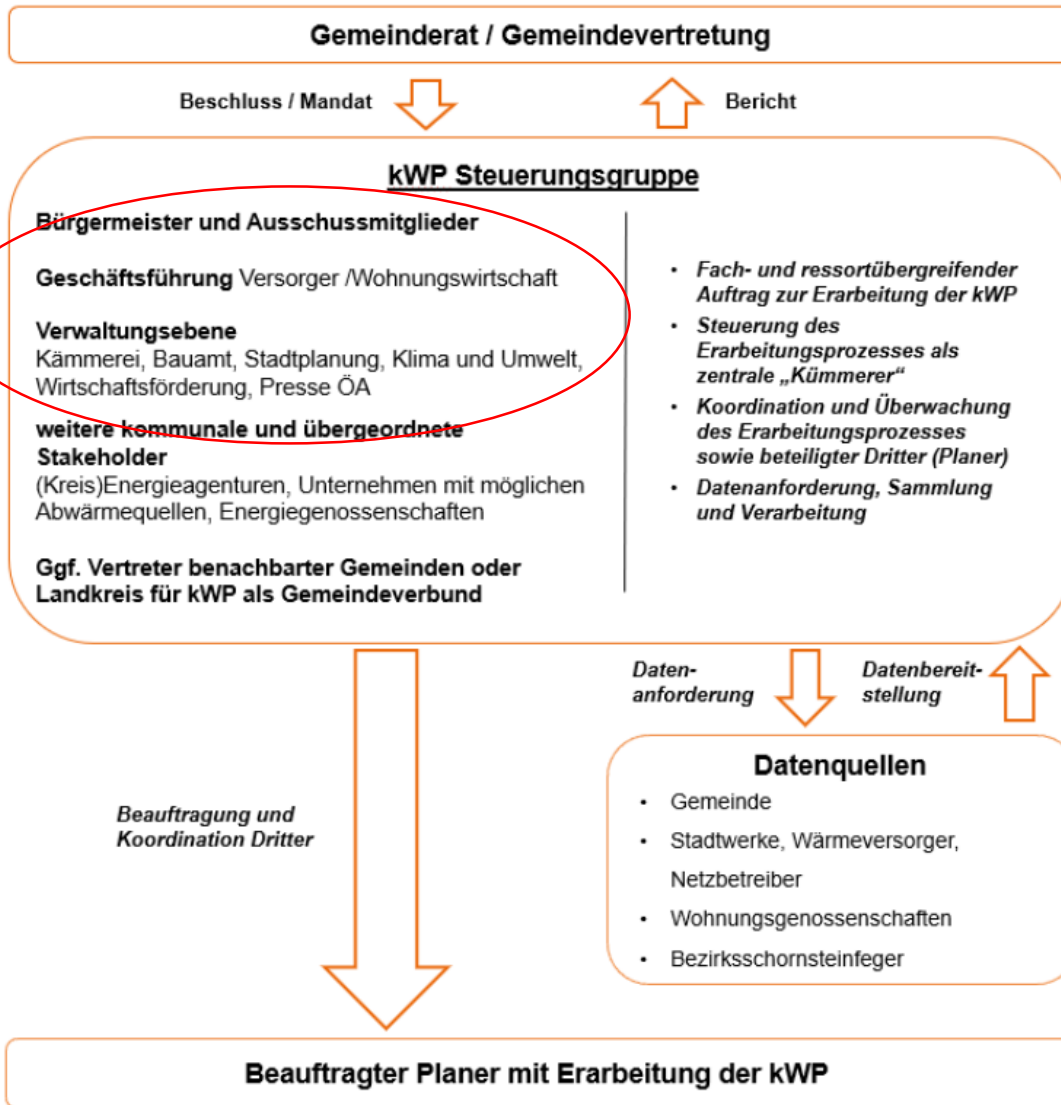 Gemeinderat / Gemeindevertretung
Beschluss / Mandat
Bericht
kWP Steuerungsgruppe
Bürgermeister und Ausschussmitglieder
Geschäftsführung Versorger /Wohnungswirtschaft
Verwaltungsebene
Kämmerei, Bauamt, Stadtplanung, Klima und Umwelt,
Wirtschaftsförderung, Presse ÖA
weitere kommunale und übergeordnete
Stakeholder
(Kreis)Energieagenturen, Unternehmen mit möglichen
Abwärmequellen, Energiegenossenschaften
Ggf. Vertreter benachbarter Gemeinden oder
Landkreis für kWP als Gemeindeverbund
• Fach- und ressortübergreifender
Auftrag zur Erarbeitung der kWP
• Steuerung des
Erarbeitungsprozesses als
zentrale „Kümmerer“
• Koordination und Überwachung
des Erarbeitungsprozesses
sowie beteiligter Dritter (Planer)
• Datenanforderung, Sammlung
und Verarbeitung
Daten-
anforderung
Datenbereit-
stellung
Beauftragung und
Koordination Dritter
Datenquellen
• Gemeinde
• Stadtwerke, Wärmeversorger,
Netzbetreiber
• Wohnungsgenossenschaften
• Bezirksschornsteinfeger
Beauftragter Planer mit Erarbeitung der kWP